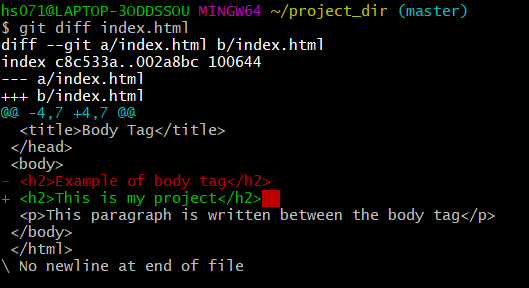 hs071@LAPTOP-3ODDSSOU MINGW64 ~/project_dir (master)
$ git diff index.html
diff --git a/index.html b/index.html
index c8c533a..002a8bc 100644
--- a/index.html
+++ b/index.html
@@ -4,7 +4,7 @@
  <title>Body Tag</title>
 </head>
 <body>
- <h2>Example of body tag</h2>
+ <h2>This is my project</h2>
  <p>This paragraph is written between the body tag</p>
 </body>
 </html>
\ No newline at end of file